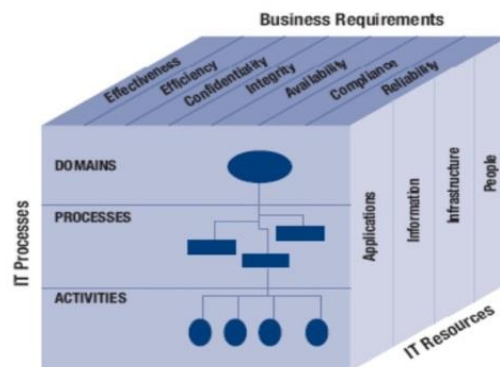 Business Requirements
Effectiveness
Efficiency
Confidentiality
Integrity
Availability
Compliance
Reliability
IT Processes
DOMAINS
PROCESSES
ACTIVITIES
Applications
Information
Infrastructure
People
IT Resources